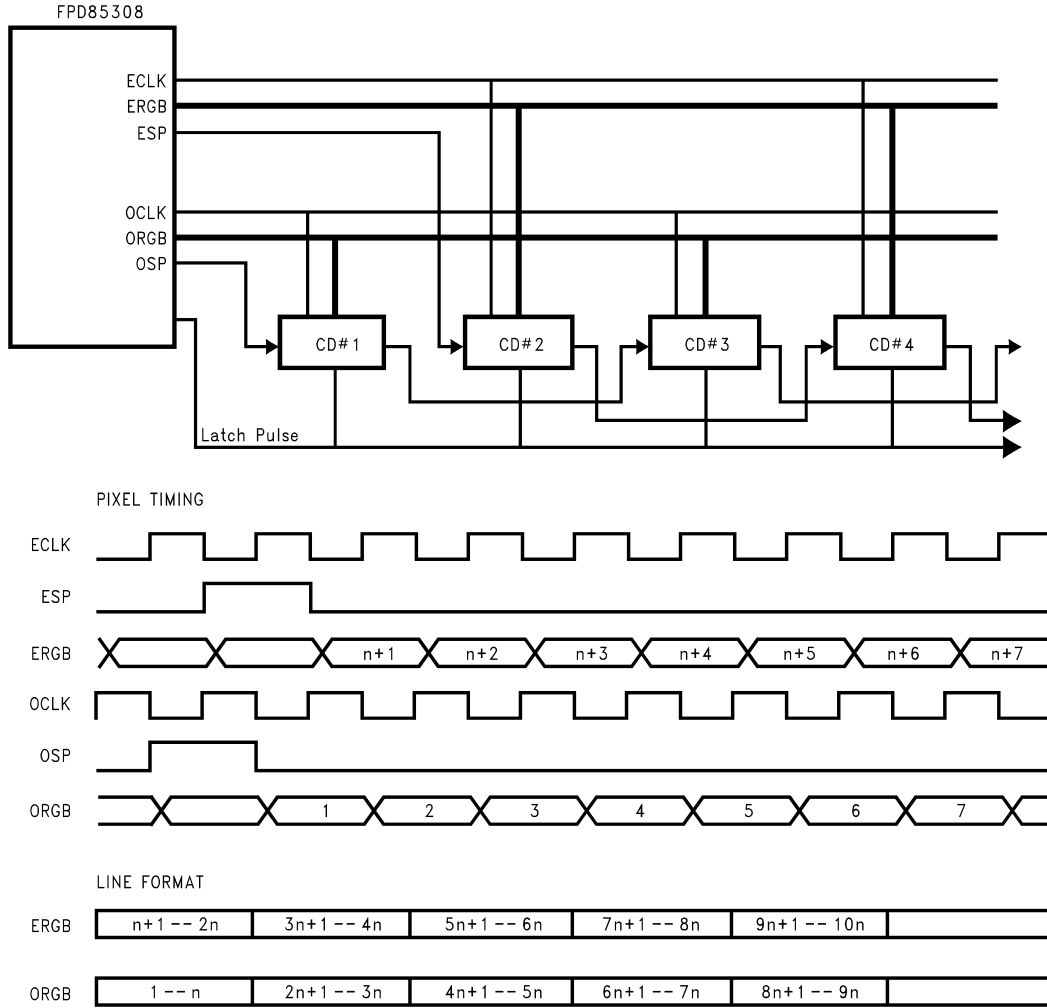 FPD85308
ECLK
ERGB
ESP
OCLK
ORGB
OSP
CD#1 CD#2 CD#3 CD#4
Latch Pulse
PIXEL TIMING
ECLK
ESP
ERGB n+1 n+2 n+3 n+4 n+5 n+6 n+7
OCLK
OSP
ORGB 1 2 3 4 5 6 7
LINE FORMAT
ERGB n+1 -- 2n 3n+1 -- 4n 5n+1 -- 6n 7n+1 -- 8n 9n+1 -- 10n
ORGB 1 -- n 2n+1 -- 3n 4n+1 -- 5n 6n+1 -- 7n 8n+1 -- 9n